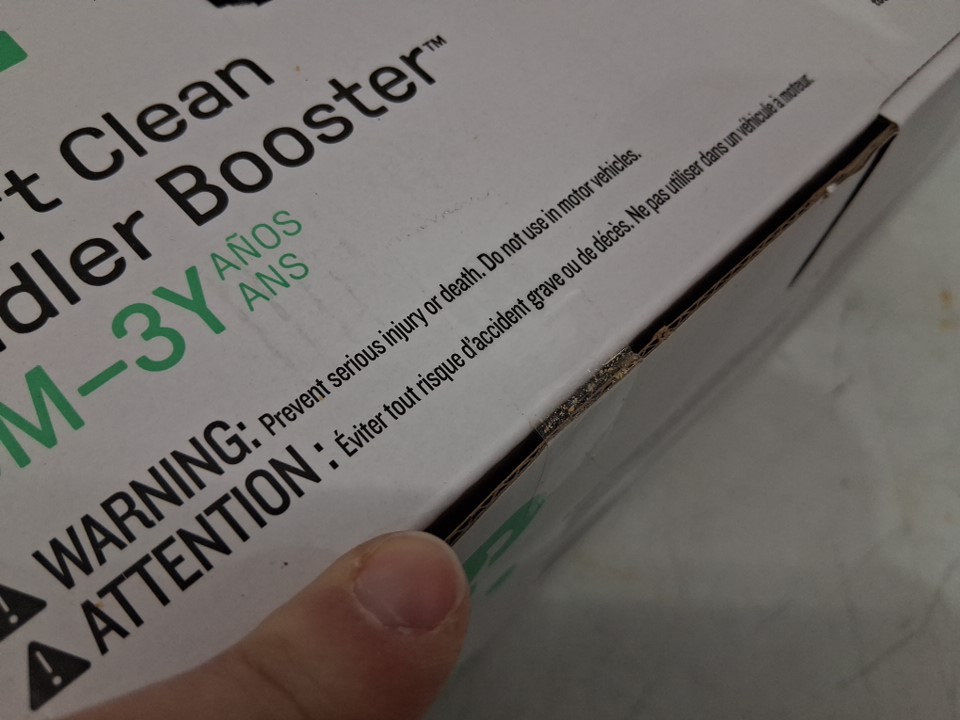 Clean
Booster™
M–3Y AÑOS
ANS
WARNING: Prevent serious injury or death. Do not use in motor vehicles.
ATTENTION : Éviter tout risque d'accident grave ou de décès. Ne pas utiliser dans un véhicule à moteur.